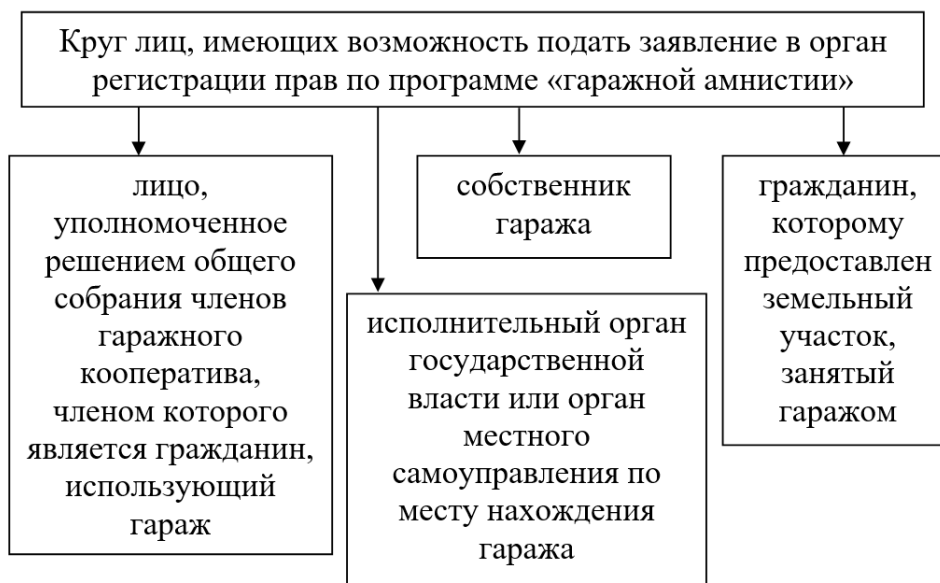 Круг лиц, имеющих возможность подать заявление в орган
регистрации прав по программе «гаражной амнистии»
лицо,
уполномоченное
решением общего
собрания членов
гаражного
кооператива,
членом которого
является гражданин,
использующий
гараж
исполнительный орган
государственной
власти или орган
местного
самоуправления по
месту нахождения
гаража
собственник
гаража
гражданин,
которому
предоставлен
земельный
участок,
занятый
гаражом